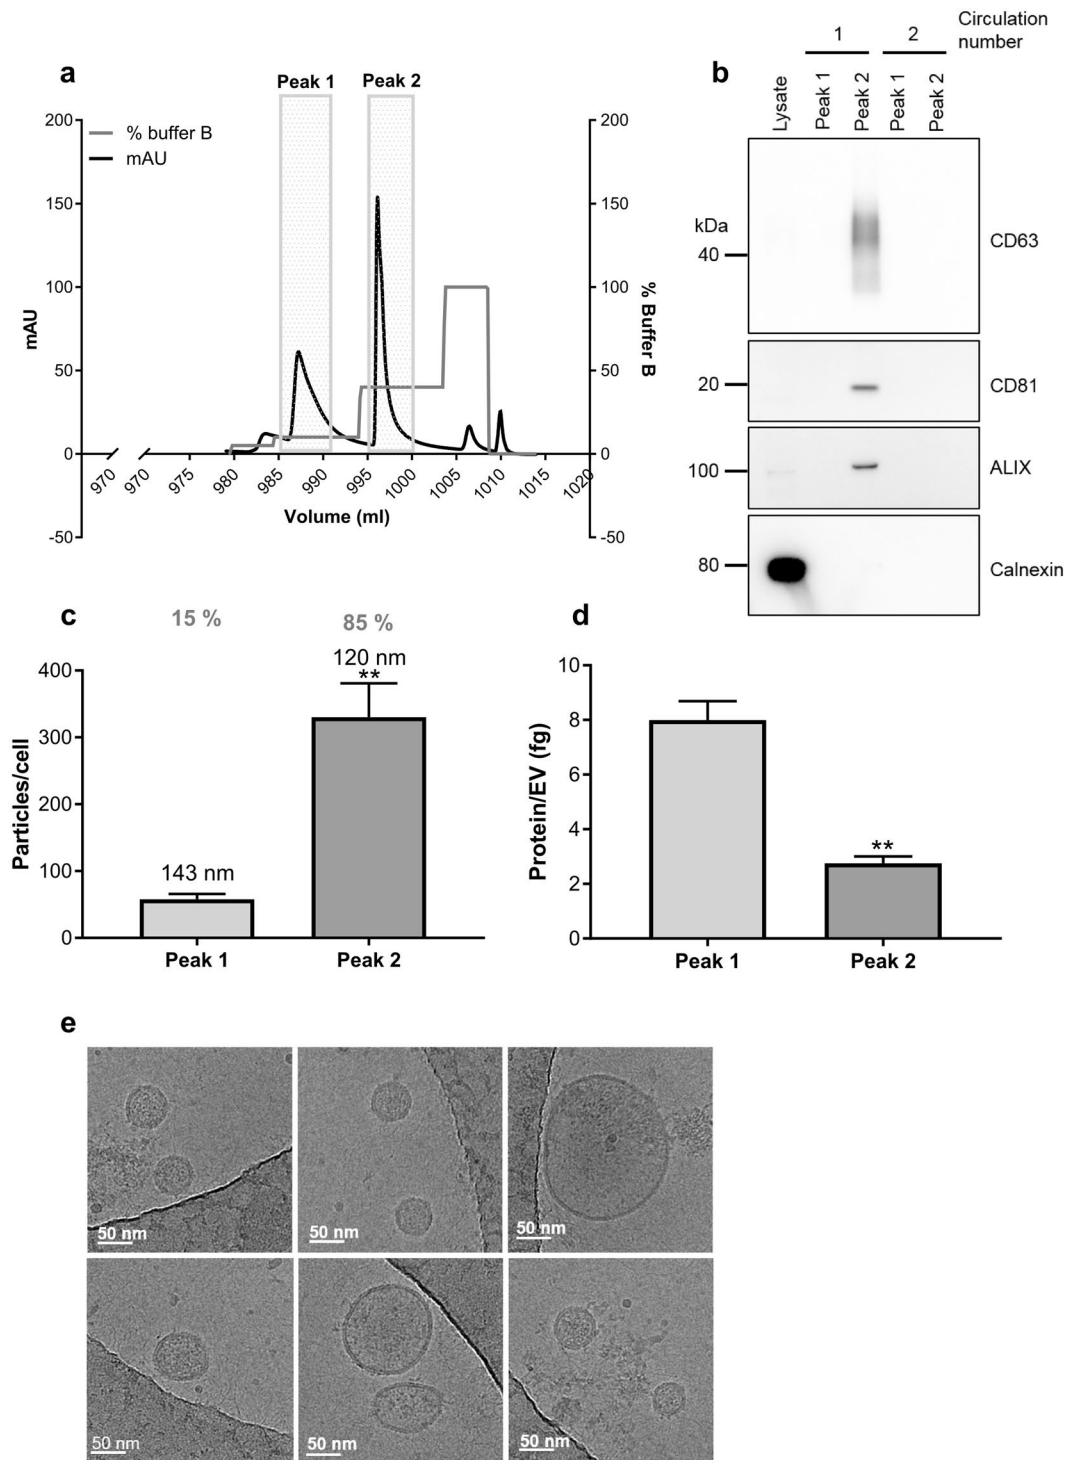 a
Peak 1
Peak 2
% buffer B
mAU
200
150
100
50
0
-50
mAU
200
150
100
50
0
-50
% Buffer B
970
970
975
980
985
990
995
1000
1005
1010
1015
1020
Volume (ml)
b
1
2
Circulation
number
Lysate
Peak 1
Peak 2
Peak 1
Peak 2
kDa
40
CD63
20
CD81
100
ALIX
80
Calnexin
c
15 %
85 %
120 nm
**
143 nm
400
300
200
100
0
Particles/cell
Peak 1
Peak 2
d
10
8
6
4
2
0
**
Protein/EV (fg)
Peak 1
Peak 2
e
50 nm
50 nm
50 nm
50 nm
50 nm
50 nm